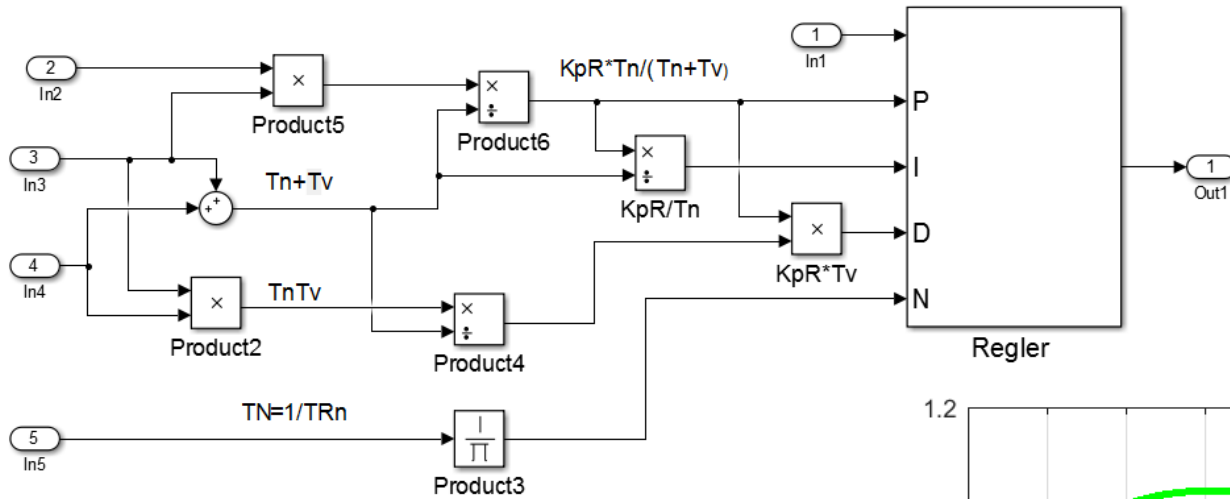 1
In1
2
In2
×
Product5
×
÷
Product6
KpR*Tn/(Tn+Tv)
P
3
In3
Tn+Tv
+
+
×
÷
KpR/Tn
I
1
Out1
4
In4
×
KpR*Tv
D
×
Product2
TnTv
×
÷
Product4
N
Regler
TN=1/TRn
1.2
5
In5
1
∏
Product3